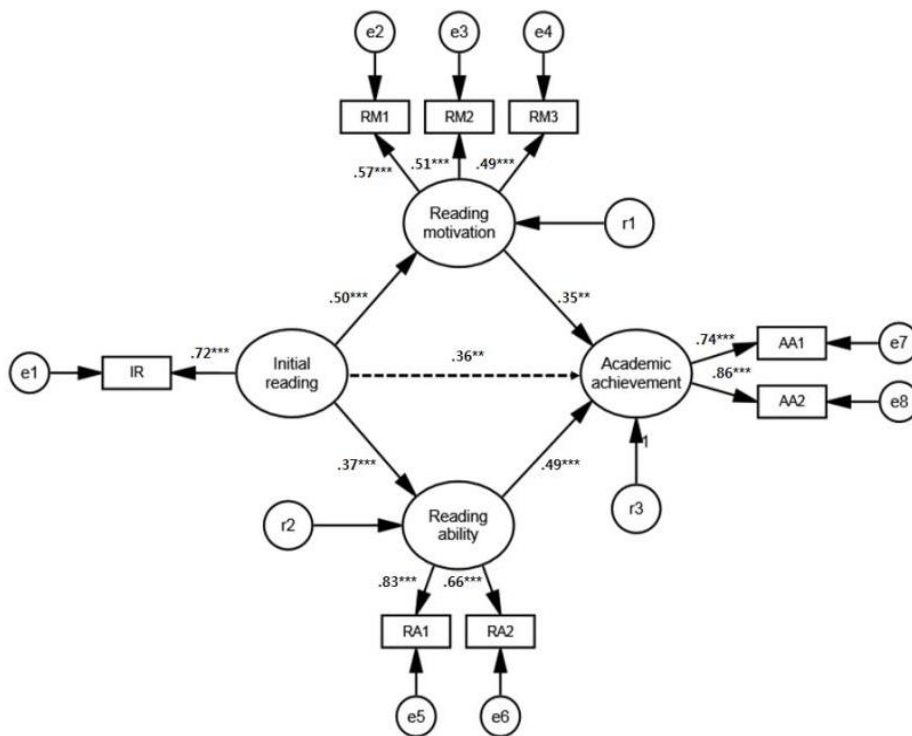 e2
e3
e4
RM1
RM2
RM3
.57***
.51***
.49***
Reading
motivation
r1
.50***
.35**
e1
IR
.72***
Initial
reading
.36**
Academic
achievement
.74***
AA1
e7
.86***
AA2
e8
.37***
.49***
1
r2
Reading
ability
r3
.83***
.66***
RA1
RA2
e5
e6